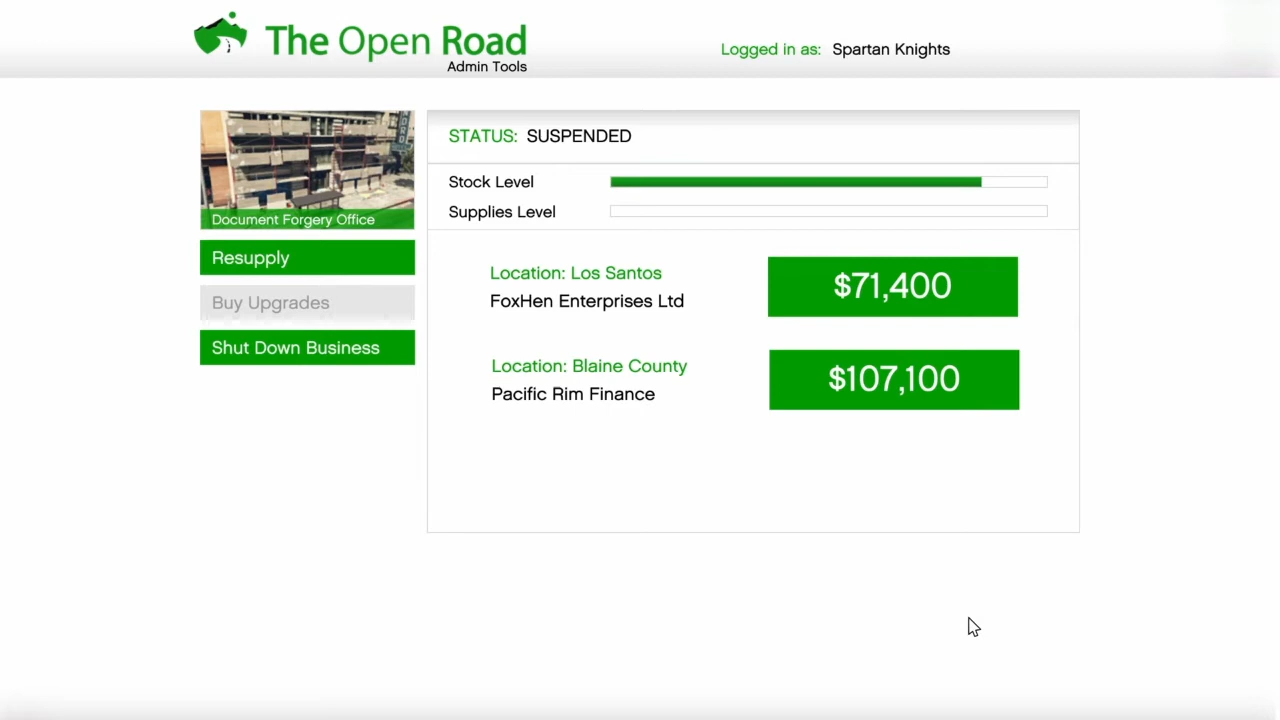 The Open Road
Admin Tools
Logged in as: Spartan Knights
Document Forgery Office
Resupply
Buy Upgrades
Shut Down Business
STATUS: SUSPENDED
Stock Level
Supplies Level
Location: Los Santos
FoxHen Enterprises Ltd
$71,400
Location: Blaine County
Pacific Rim Finance
$107,100